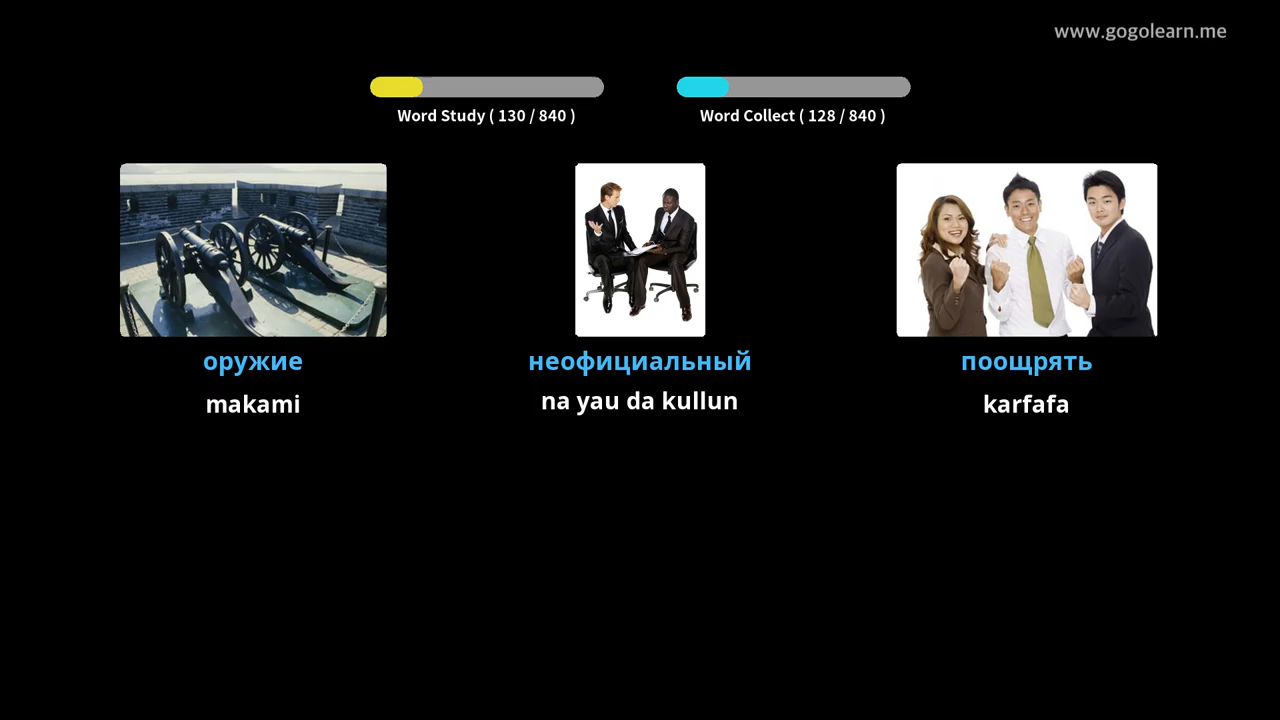 www.gogolearn.me
Word Study ( 130 / 840 )
Word Collect ( 128 / 840 )
оружие
неофициальный
поощрять
makami
na yau da kullun
karfafa